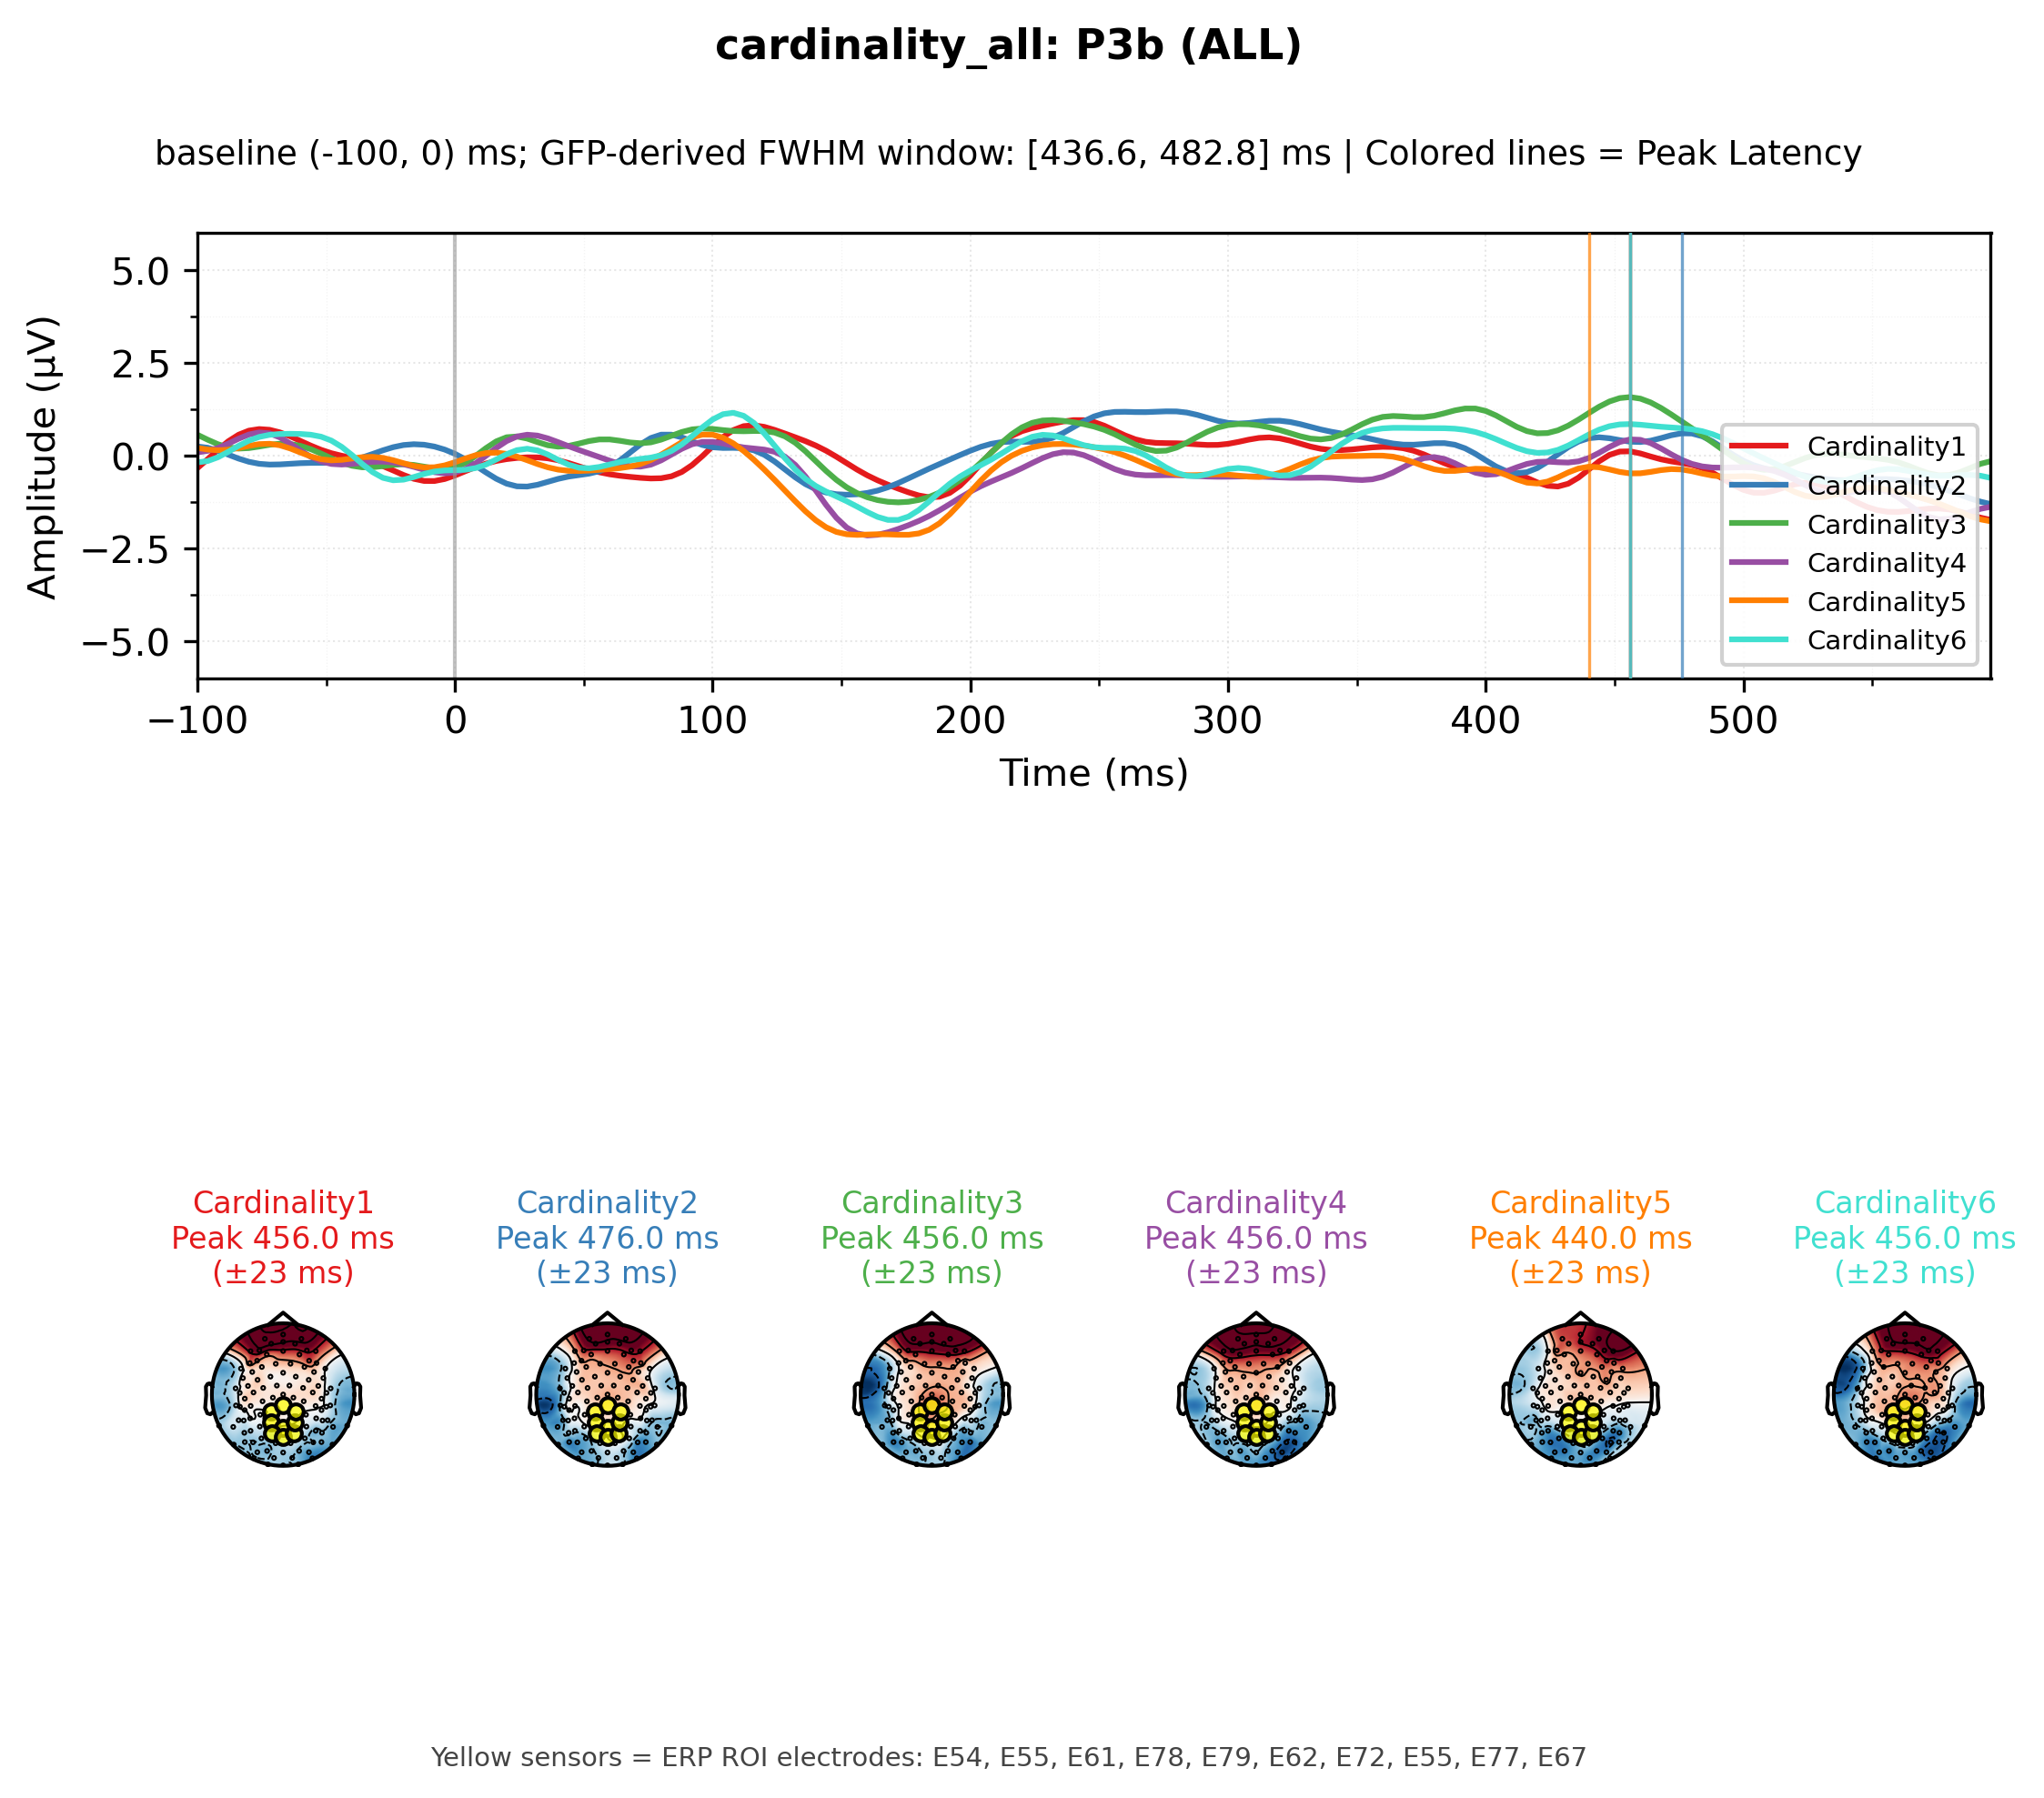 cardinality_all: P3b (ALL)
baseline (-100, 0) ms; GFP-derived FWHM window: [436.6, 482.8] ms | Colored lines = Peak Latency
Amplitude (µV)
5.0
2.5
0.0
−2.5
−5.0
Cardinality1
Cardinality2
Cardinality3
Cardinality4
Cardinality5
Cardinality6
−100
0
100
200
300
400
500
Time (ms)
Cardinality1
Peak 456.0 ms
(±23 ms)
Cardinality2
Peak 476.0 ms
(±23 ms)
Cardinality3
Peak 456.0 ms
(±23 ms)
Cardinality4
Peak 456.0 ms
(±23 ms)
Cardinality5
Peak 440.0 ms
(±23 ms)
Cardinality6
Peak 456.0 ms
(±23 ms)
Yellow sensors = ERP ROI electrodes: E54, E55, E61, E78, E79, E62, E72, E55, E77, E67